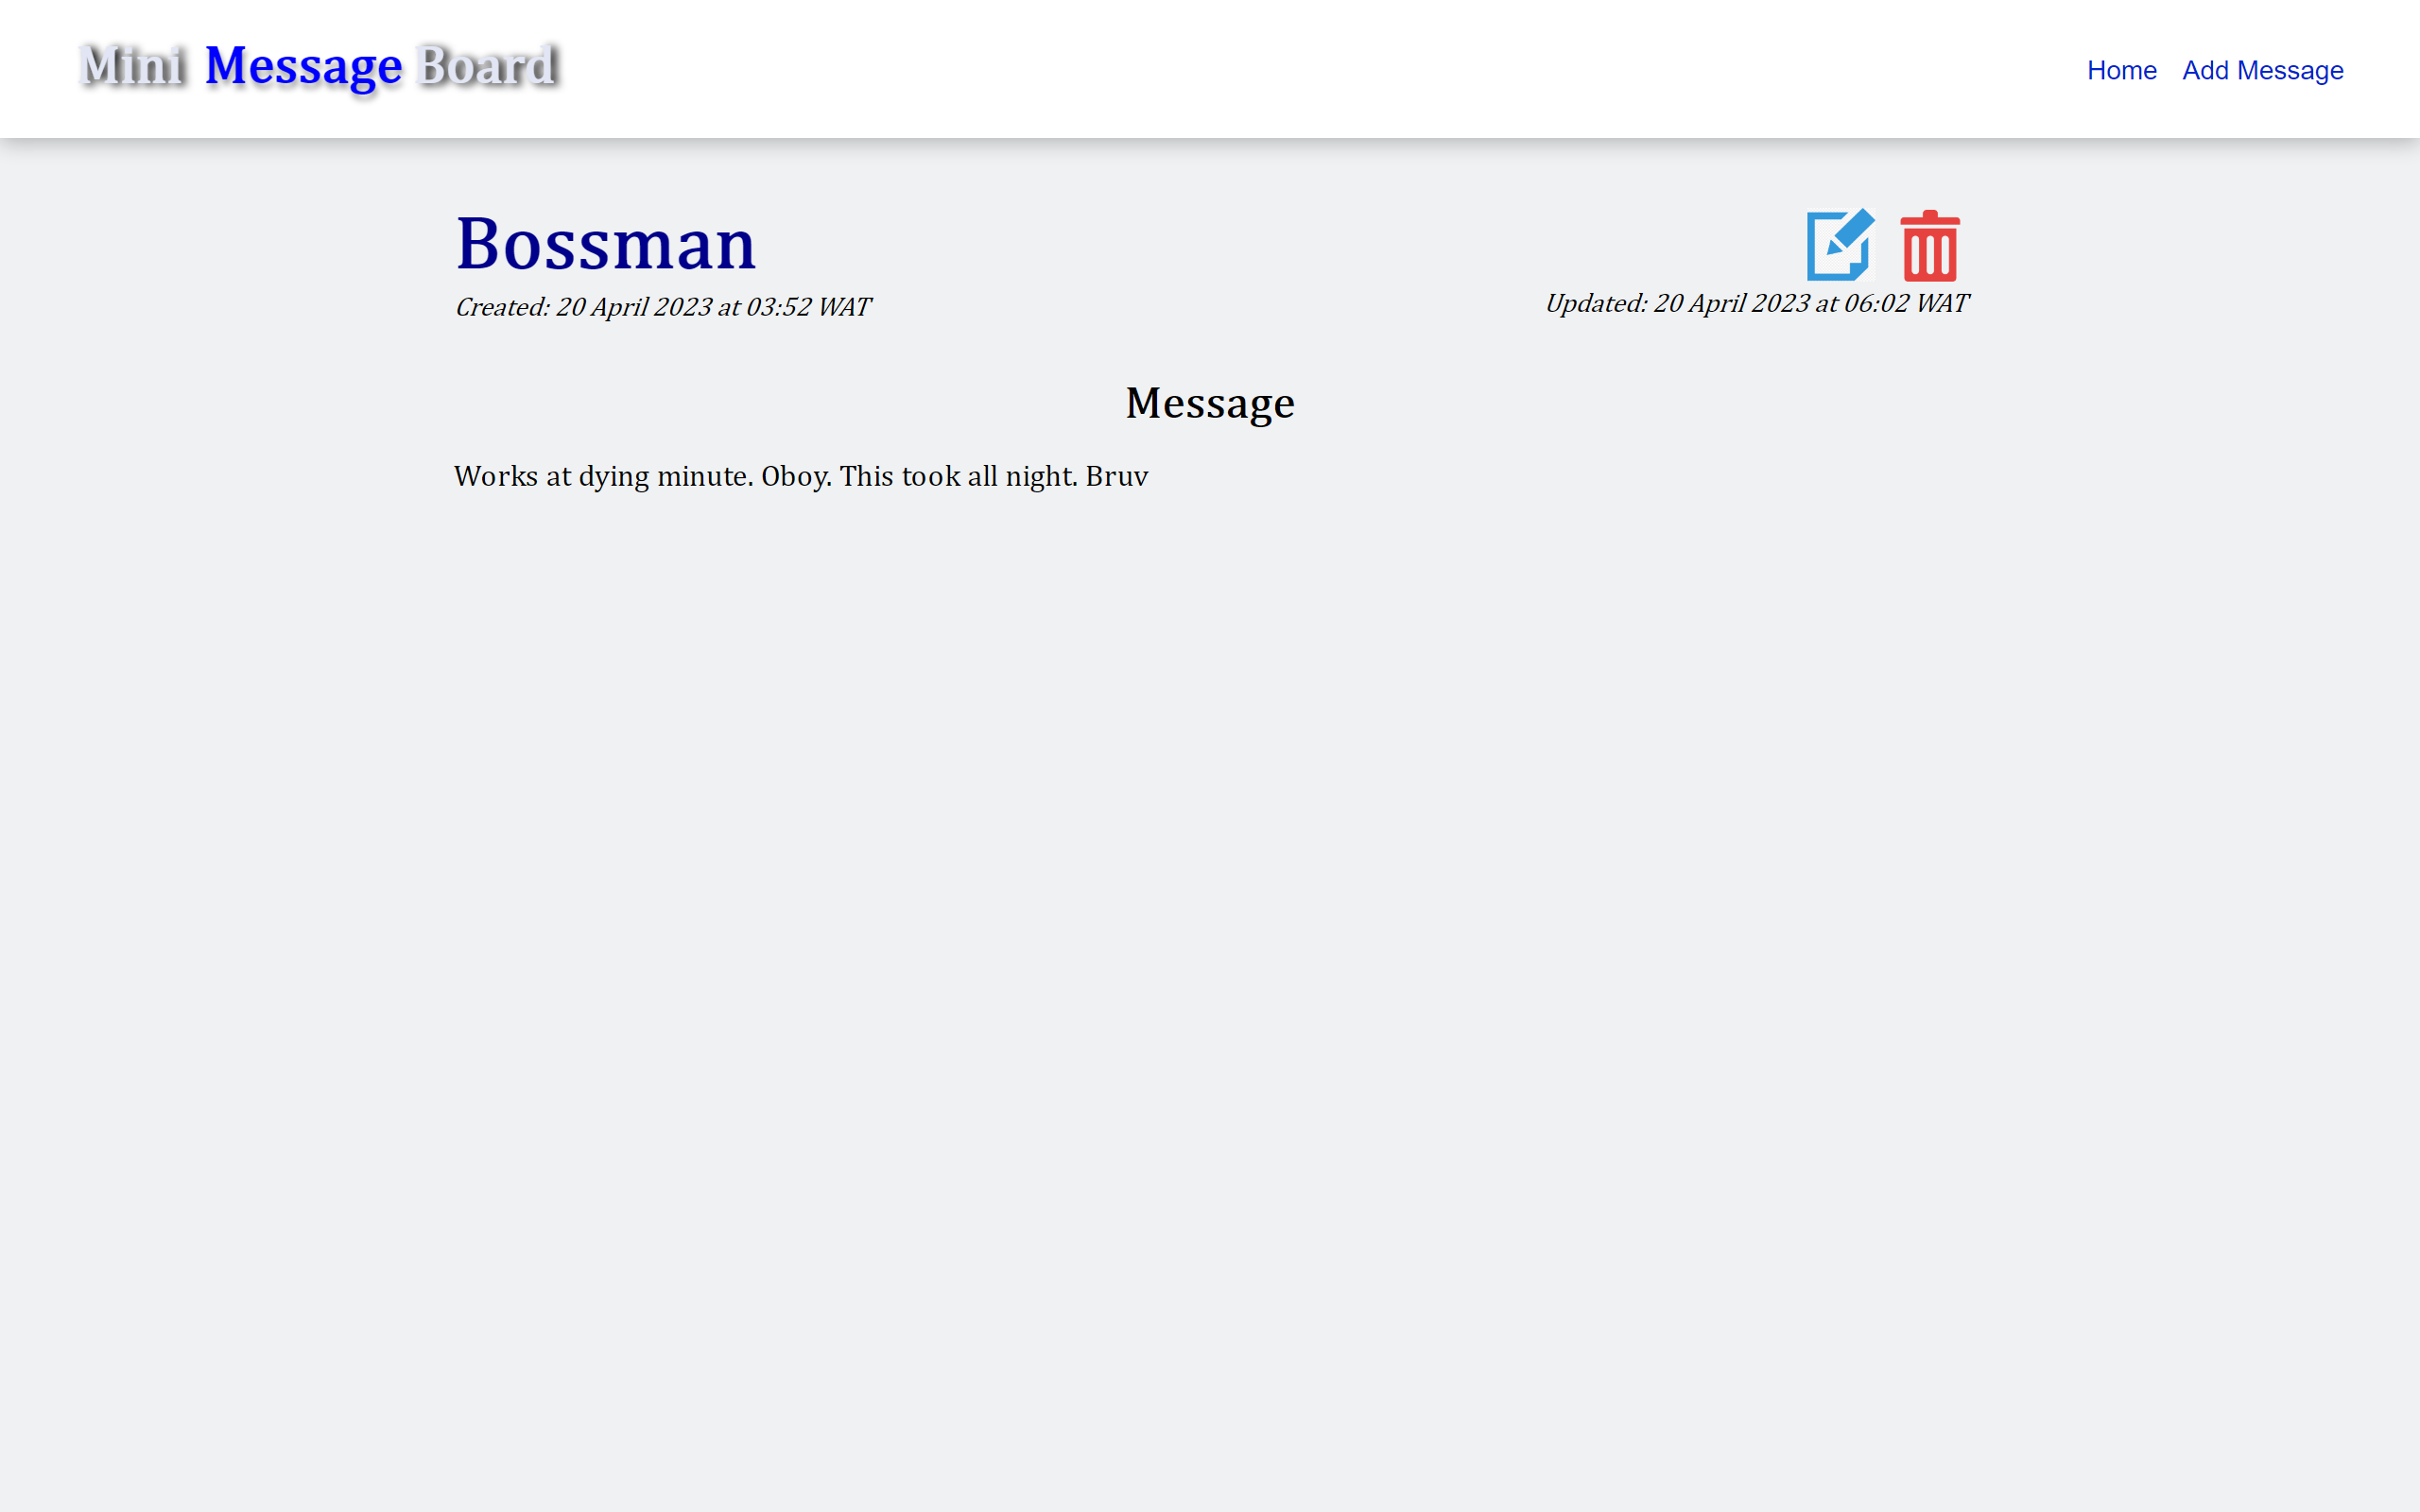 Mini Message Board
Home Add Message
Bossman
Created: 20 April 2023 at 03:52 WAT
Updated: 20 April 2023 at 06:02 WAT
Message
Works at dying minute. Oboy. This took all night. Bruv